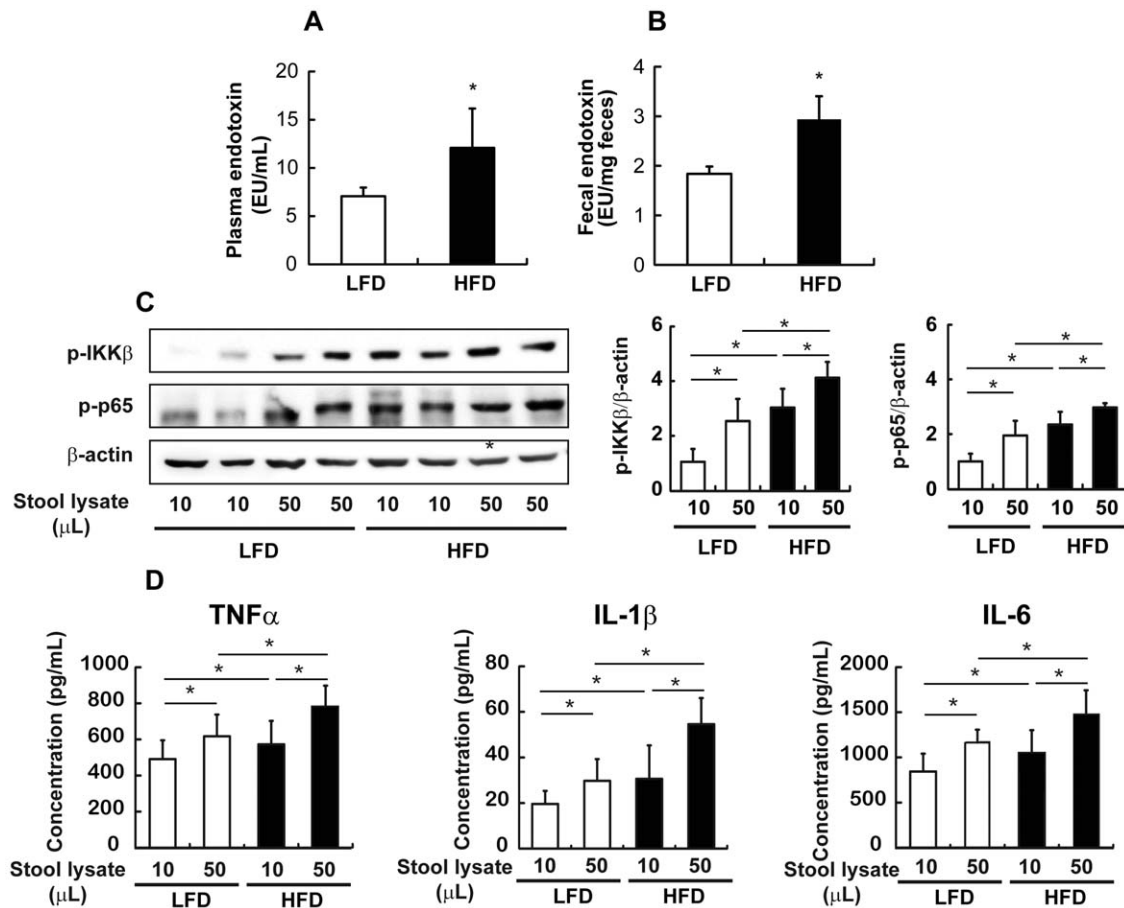 A
Plasma endotoxin
(EU/mL)
20
15
10
5
0
*
LFD
HFD
B
Fecal endotoxin
(EU/mg feces)
4
3
2
1
0
*
LFD
HFD
C
p-IKKβ
p-p65
β-actin
*
Stool lysate
(μL)
10 10 50 50 10 10 50 50
LFD
HFD
p-IKKβ/β-actin
6
4
2
0
*
*
*
*
10 50 10 50
LFD HFD
p-p65/β-actin
6
4
2
0
*
*
*
*
10 50 10 50
LFD HFD
D
TNFα
Concentration (pg/mL)
1000
800
600
400
200
0
*
*
*
*
Stool lysate
(μL)
10 50 10 50
LFD HFD
IL-1β
Concentration (pg/mL)
80
60
40
20
0
*
*
*
*
Stool lysate
(μL)
10 50 10 50
LFD HFD
IL-6
Concentration (pg/mL)
2000
1500
1000
500
0
*
*
*
*
Stool lysate
(μL)
10 50 10 50
LFD HFD